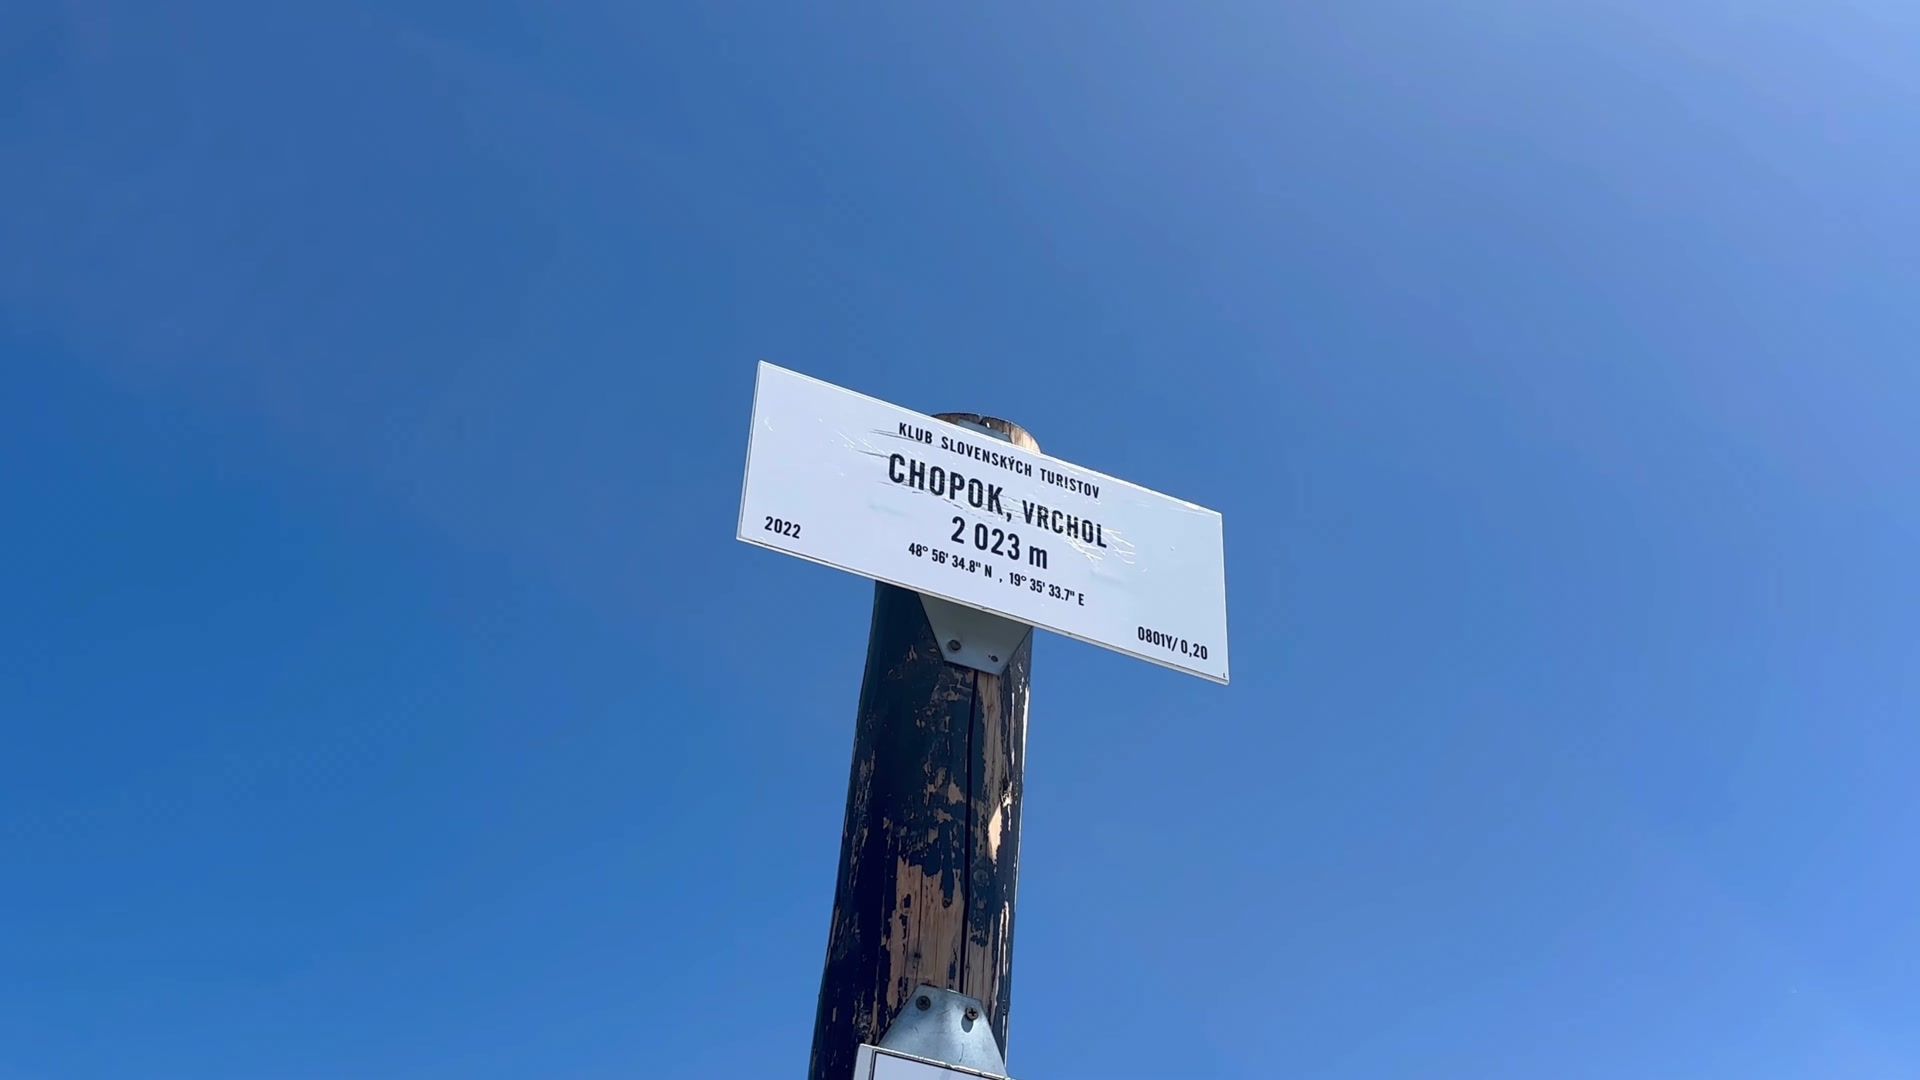 KLUB SLOVENSKÝCH TURISTOV
CHOPOK, VRCHOL
2 023 m
48° 56' 34.8" N , 19° 35' 33.7" E
2022
0801Y/0,20